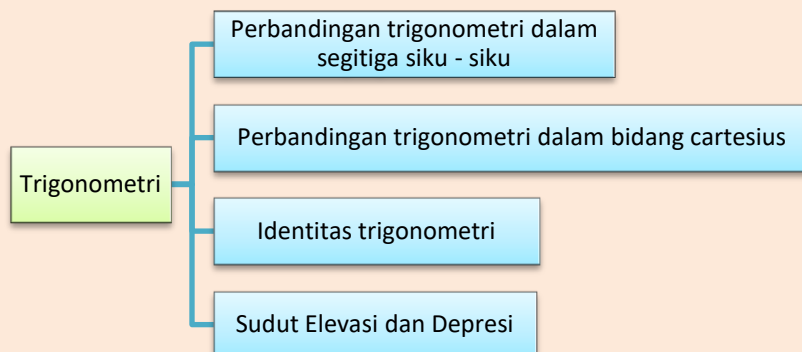 Perbandingan trigonometri dalam
segitiga siku - siku
Perbandingan trigonometri dalam bidang cartesius
Trigonometri
Identitas trigonometri
Sudut Elevasi dan Depresi